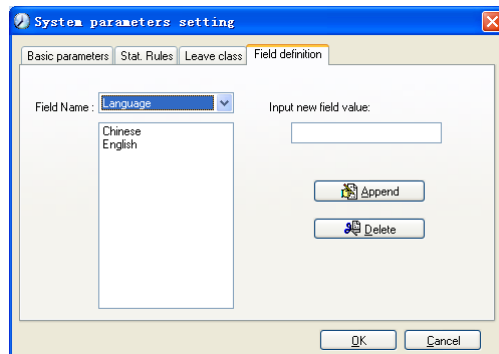 System parameters setting
Basic parameters Stat. Rules Leave class Field definition
Field Name : Language Input new field value:
Chinese
English
Append
Delete
OK Cancel